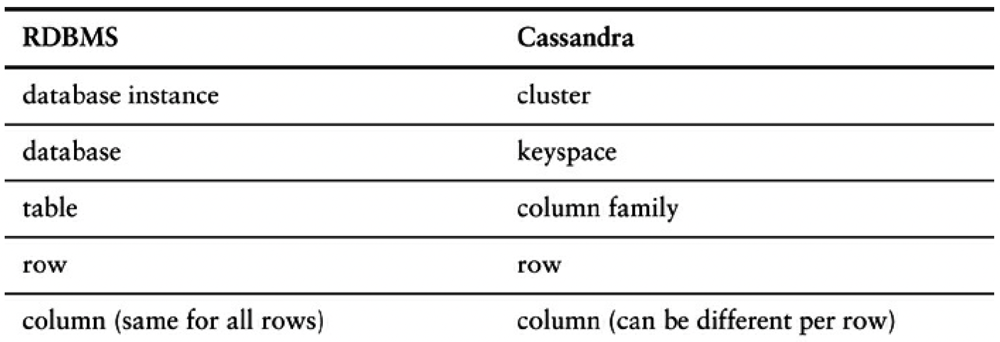 RDBMS Cassandra
database instance cluster
database keyspace
table column family
row row
column (same for all rows) column (can be different per row)